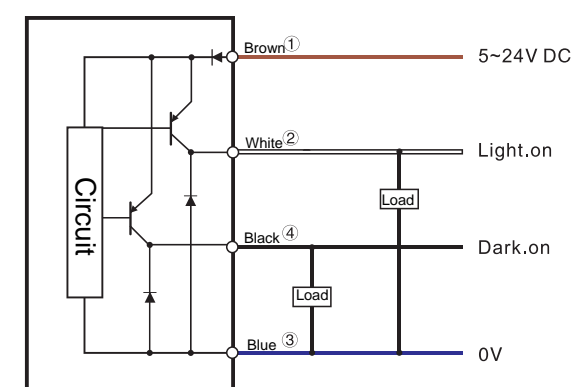 Brown① 5~24V DC
White② Light.on
Circuit
Load
Black④ Dark.on
Load
Blue③ 0V